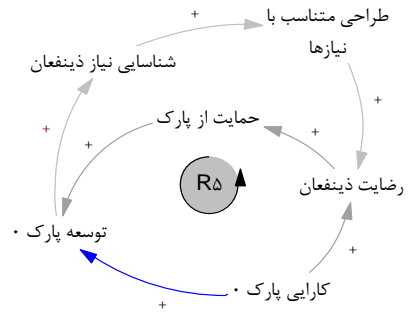 طراحی متناسب با
نیازها
شناسایی نیاز ذینفعان
+
+
+
حمایت از پارک
+
+
R۵
رضایت ذینفعان
توسعه پارک ۰
+
کارایی پارک ۰
+